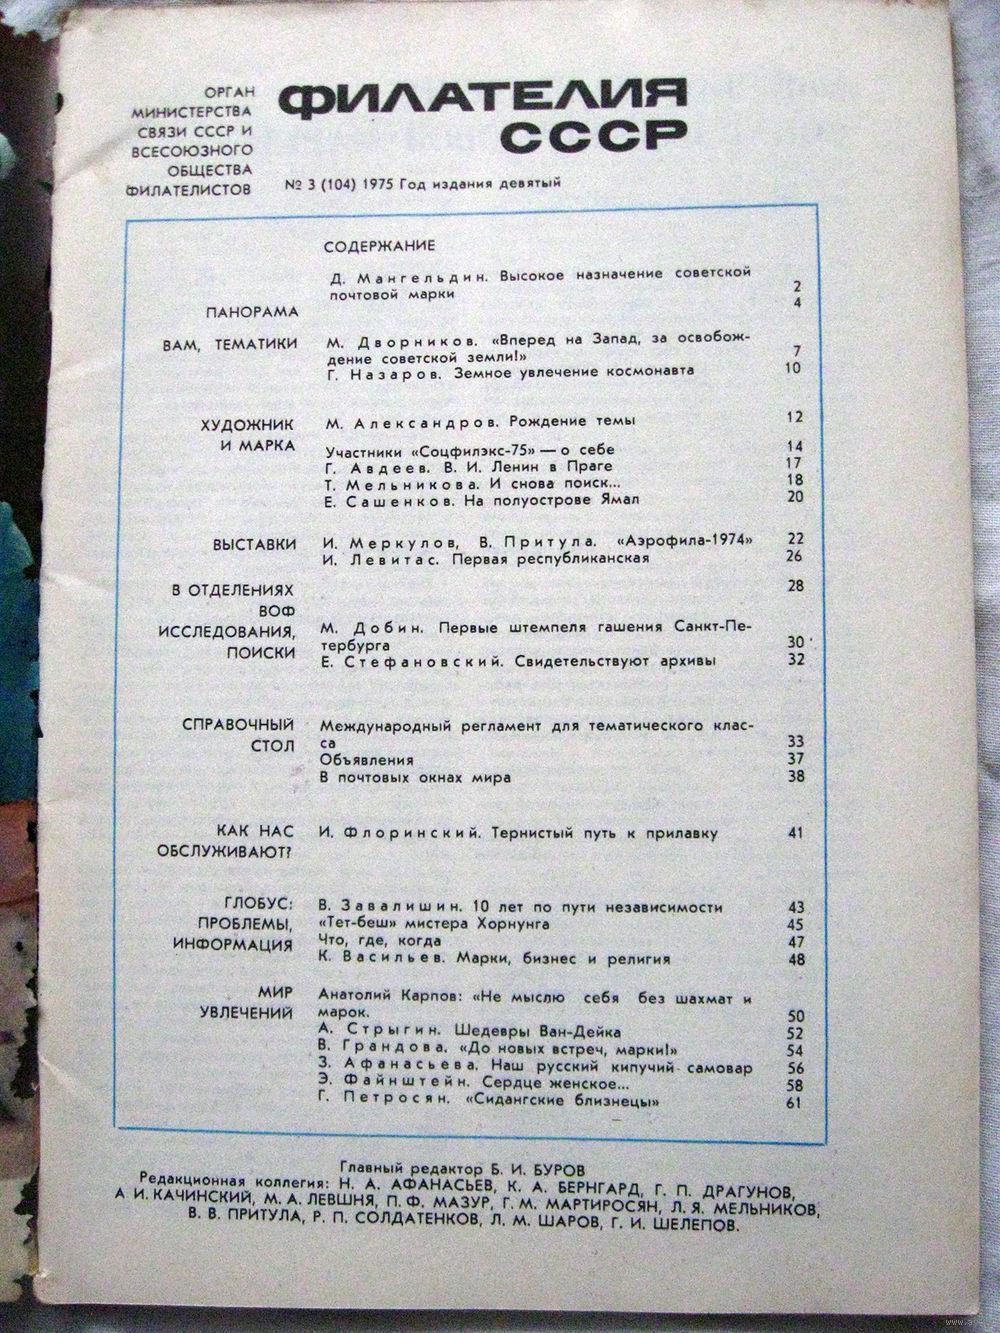 ОРГАН
МИНИСТЕРСТВА
СВЯЗИ СССР И
ВСЕСОЮЗНОГО
ОБЩЕСТВА
ФИЛАТЕЛИСТОВ
ФИЛАТЕЛИЯ
СССР
№ 3 (104) 1975 Год издания девятый
СОДЕРЖАНИЕ
Д. Мангельдин. Высокое назначение советской
почтовой марки 2
ПАНОРАМА 4
ВАМ, ТЕМАТИКИ М. Дворников. «Вперед на Запад, за освобож-
дение советской земли!» 7
Г. Назаров. Земное увлечение космонавта 10
ХУДОЖНИК М. Александров. Рождение темы 12
И МАРКА Участники «Соцфилэкс-75» — о себе 14
Г. Авдеев. В. И. Ленин в Праге 17
Т. Мельникова. И снова поиск... 18
Е. Сашенков. На полуострове Ямал 20
ВЫСТАВКИ И. Меркулов, В. Притула. «Аэрофила-1974» 22
И. Левитас. Первая республиканская 26
В ОТДЕЛЕНИЯХ 28
ВОФ
ИССЛЕДОВАНИЯ, М. Добин. Первые штемпеля гашения Санкт-Пе-
ПОИСКИ тербурга 30
Е. Стефановский. Свидетельствуют архивы 32
СПРАВОЧНЫЙ Международный регламент для тематического клас-
СТОЛ са 33
Объявления 37
В почтовых окнах мира 38
КАК НАС И. Флоринский. Тернистый путь к прилавку 41
ОБСЛУЖИВАЮТ?
ГЛОБУС: В. Завалишин. 10 лет по пути независимости 43
ПРОБЛЕМЫ, «Тет-беш» мистера Хорнунга 45
ИНФОРМАЦИЯ Что, где, когда 47
К. Васильев. Марки, бизнес и религия 48
МИР Анатолий Карпов: «Не мыслю себя без шахмат и
УВЛЕЧЕНИЙ марок. 50
А. Стрыгин. Шедевры Ван-Дейка 52
В. Грандова. «До новых встреч, марки!» 54
З. Афанасьева. Наш русский кипучий самовар 56
Э. Файнштейн. Сердце женское... 58
Г. Петросян. «Сидангские близнецы» 61
Главный редактор Б. И. БУРОВ
Редакционная коллегия: Н. А. АФАНАСЬЕВ, К. А. БЕРНГАРД, Г. П. ДРАГУНОВ,
А. И. КАЧИНСКИЙ, М. А. ЛЕВШНЯ, П. Ф. МАЗУР, Г. М. МАРТИРОСЯН, Л. Я. МЕЛЬНИКОВ,
В. В. ПРИТУЛА, Р. П. СОЛДАТЕНКОВ, Л. М. ШАРОВ, Г. И. ШЕЛЕПОВ.